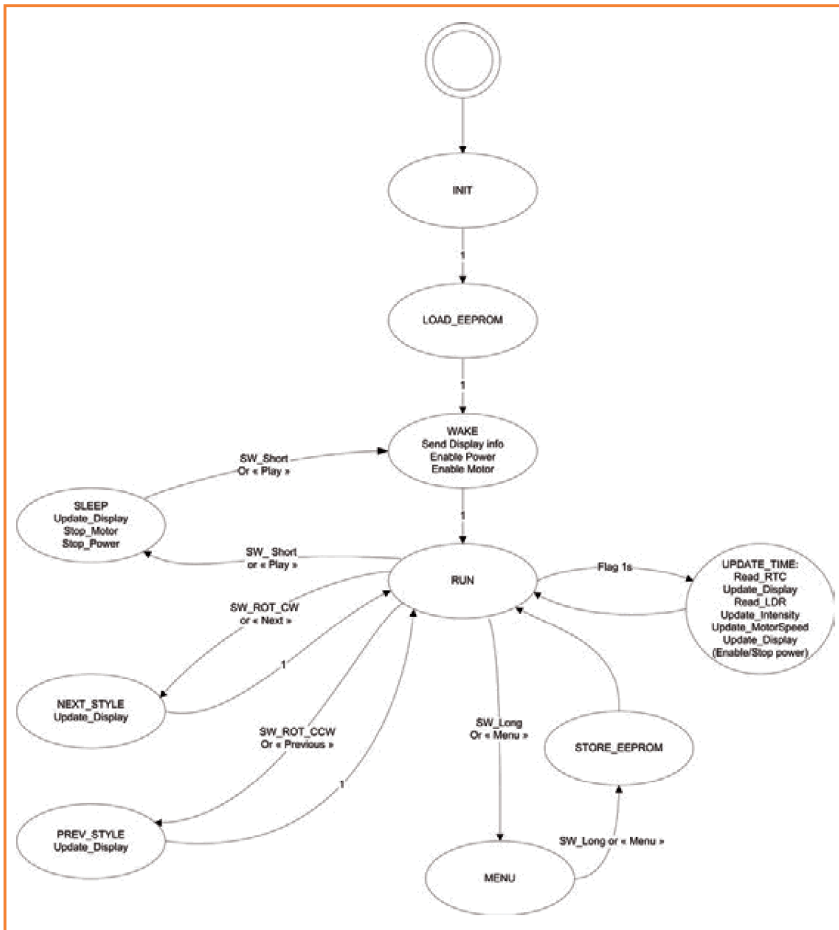 INIT
1
LOAD_EEPROM
1
WAKE
Send Display info
Enable Power
Enable Motor
SW_Short
Or « Play »
SLEEP
Update_Display
Stop_Motor
Stop_Power
1
SW_ Short
or « Play »
RUN
Flag 1s
UPDATE_TIME:
Read_RTC
Update_Display
Read_LDR
Update_Intensity
Update_MotorSpeed
Update_Display
(Enable/Stop power)
SW_ROT_CW
or « Next »
1
NEXT_STYLE
Update_Display
SW_ROT_CCW
Or « Previous »
SW_Long
Or « Menu »
STORE_EEPROM
1
PREV_STYLE
Update_Display
SW_Long or « Menu »
MENU